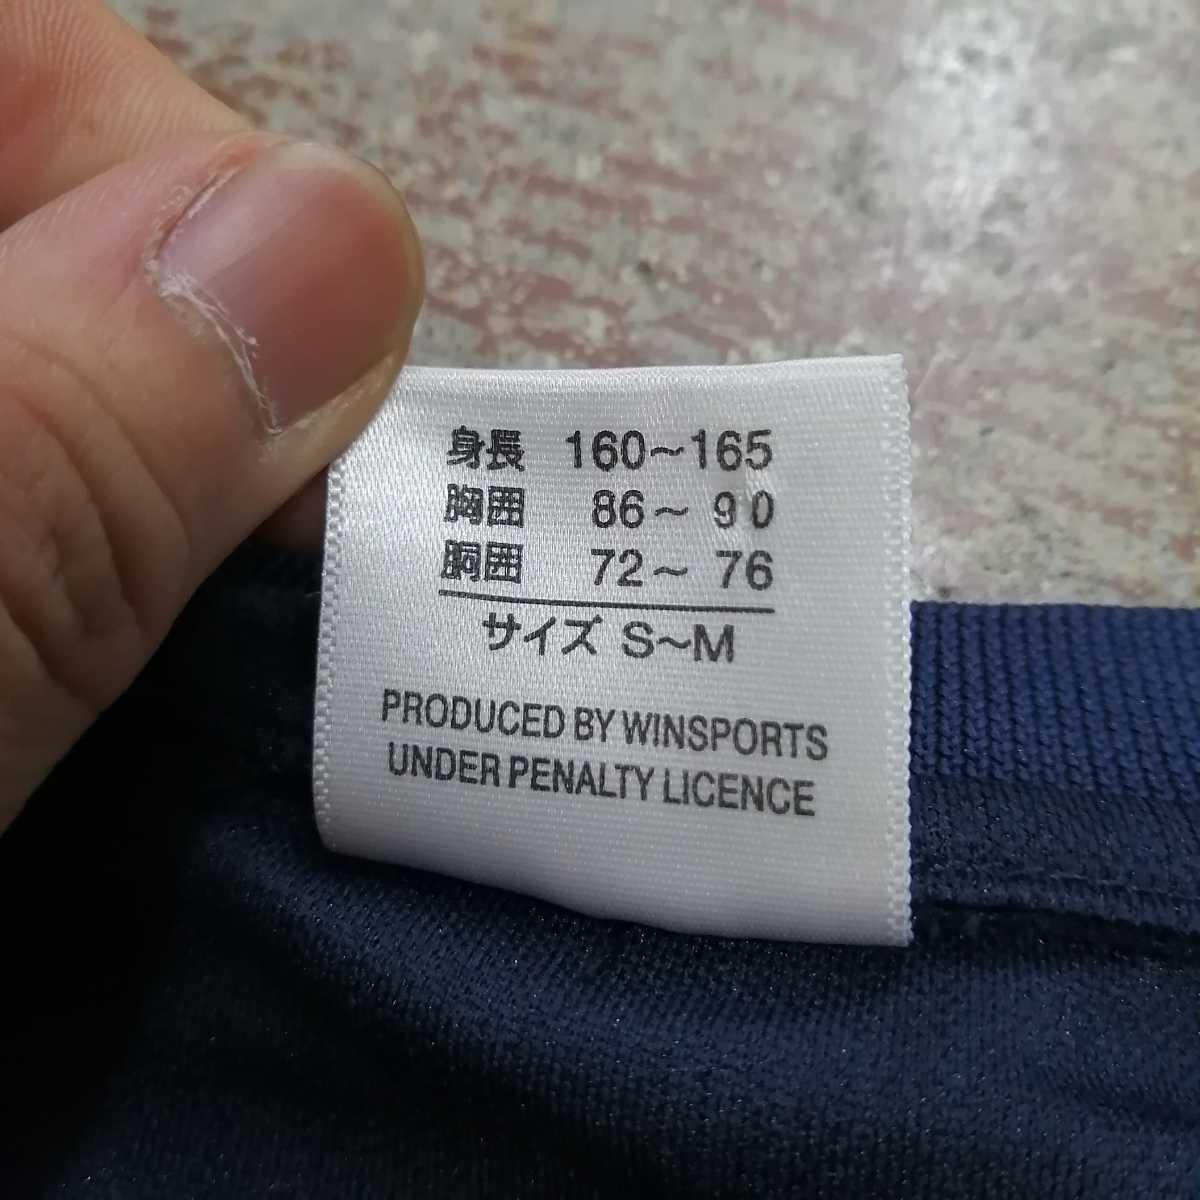 身長 160～165
胸囲 86～ 90
胴囲 72～ 76
サイズ S～M
PRODUCED BY WINSPORTS
UNDER PENALTY LICENCE